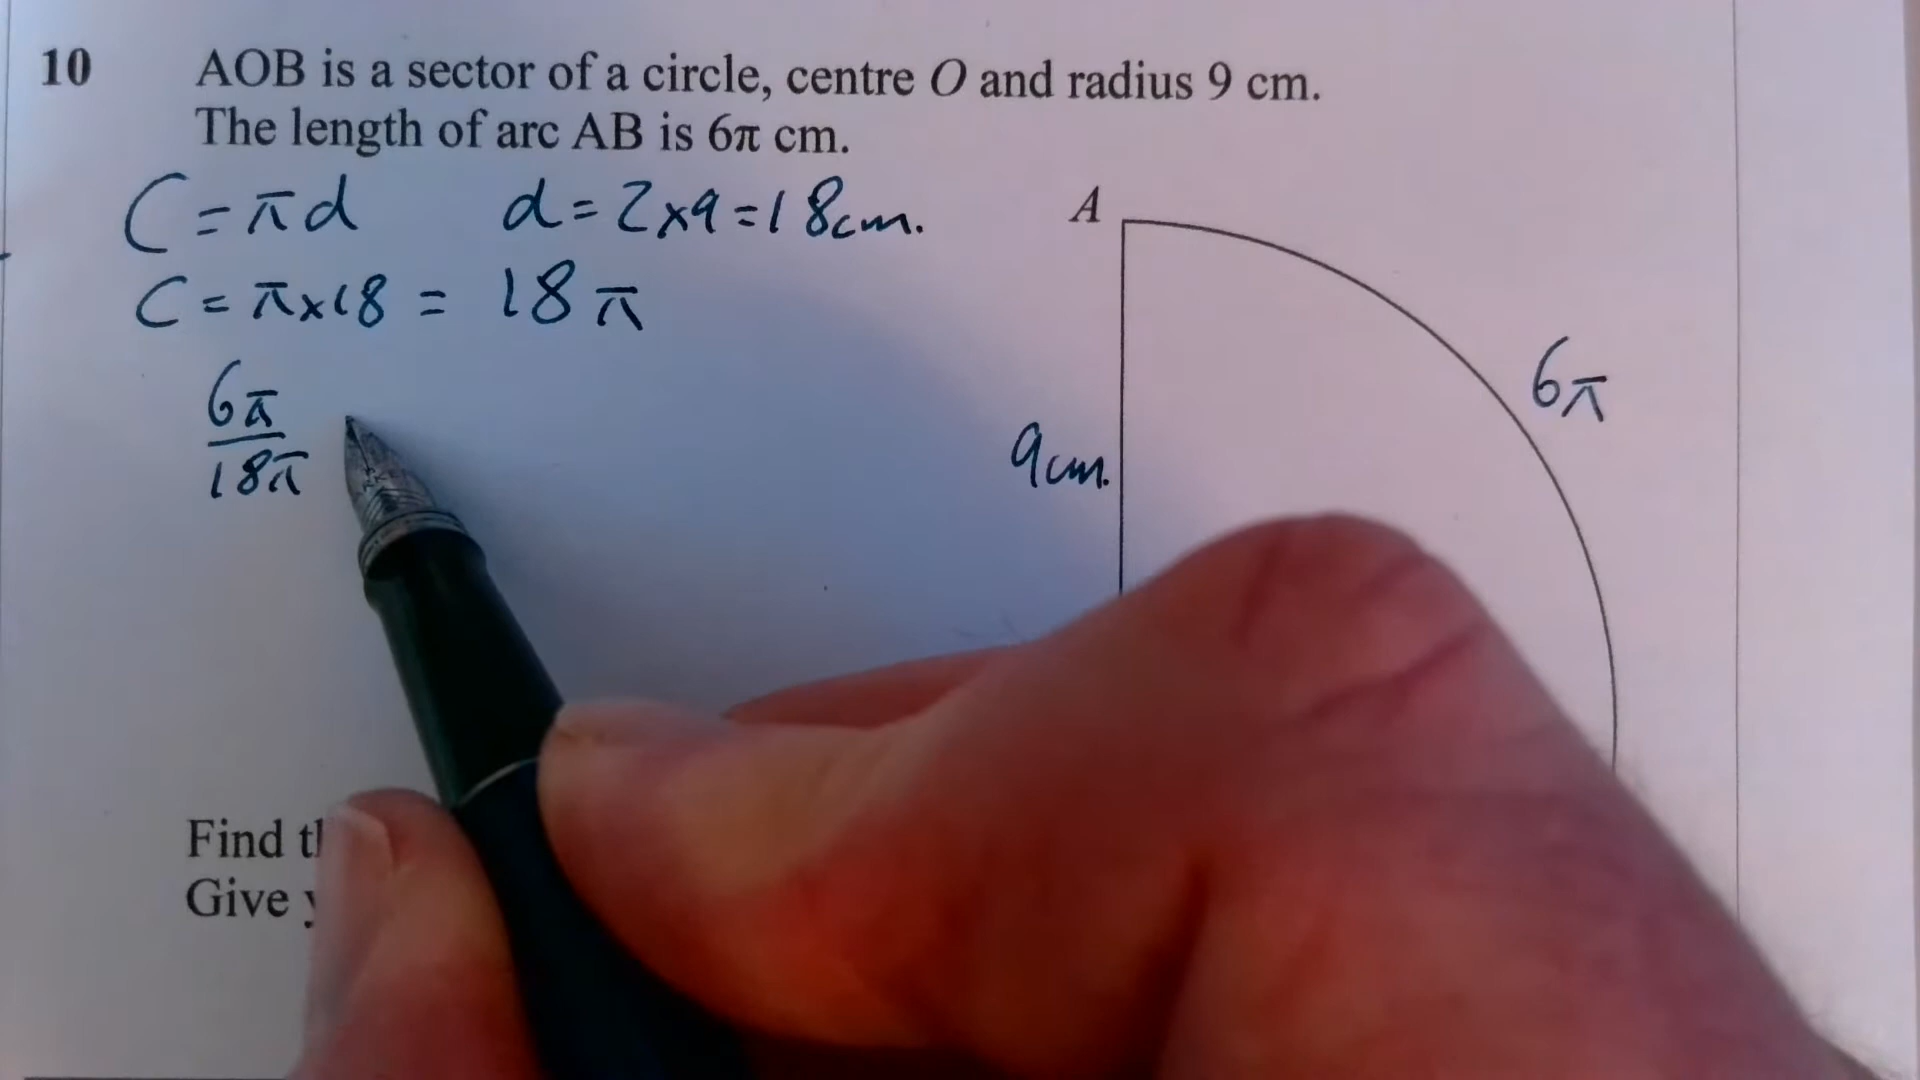 10 AOB is a sector of a circle, centre O and radius 9 cm.
The length of arc AB is 6π cm.
C = πd d = 2×9 = 18cm.
A
C = π×18 = 18π
6π
6π
18π
9cm.
Find
Give